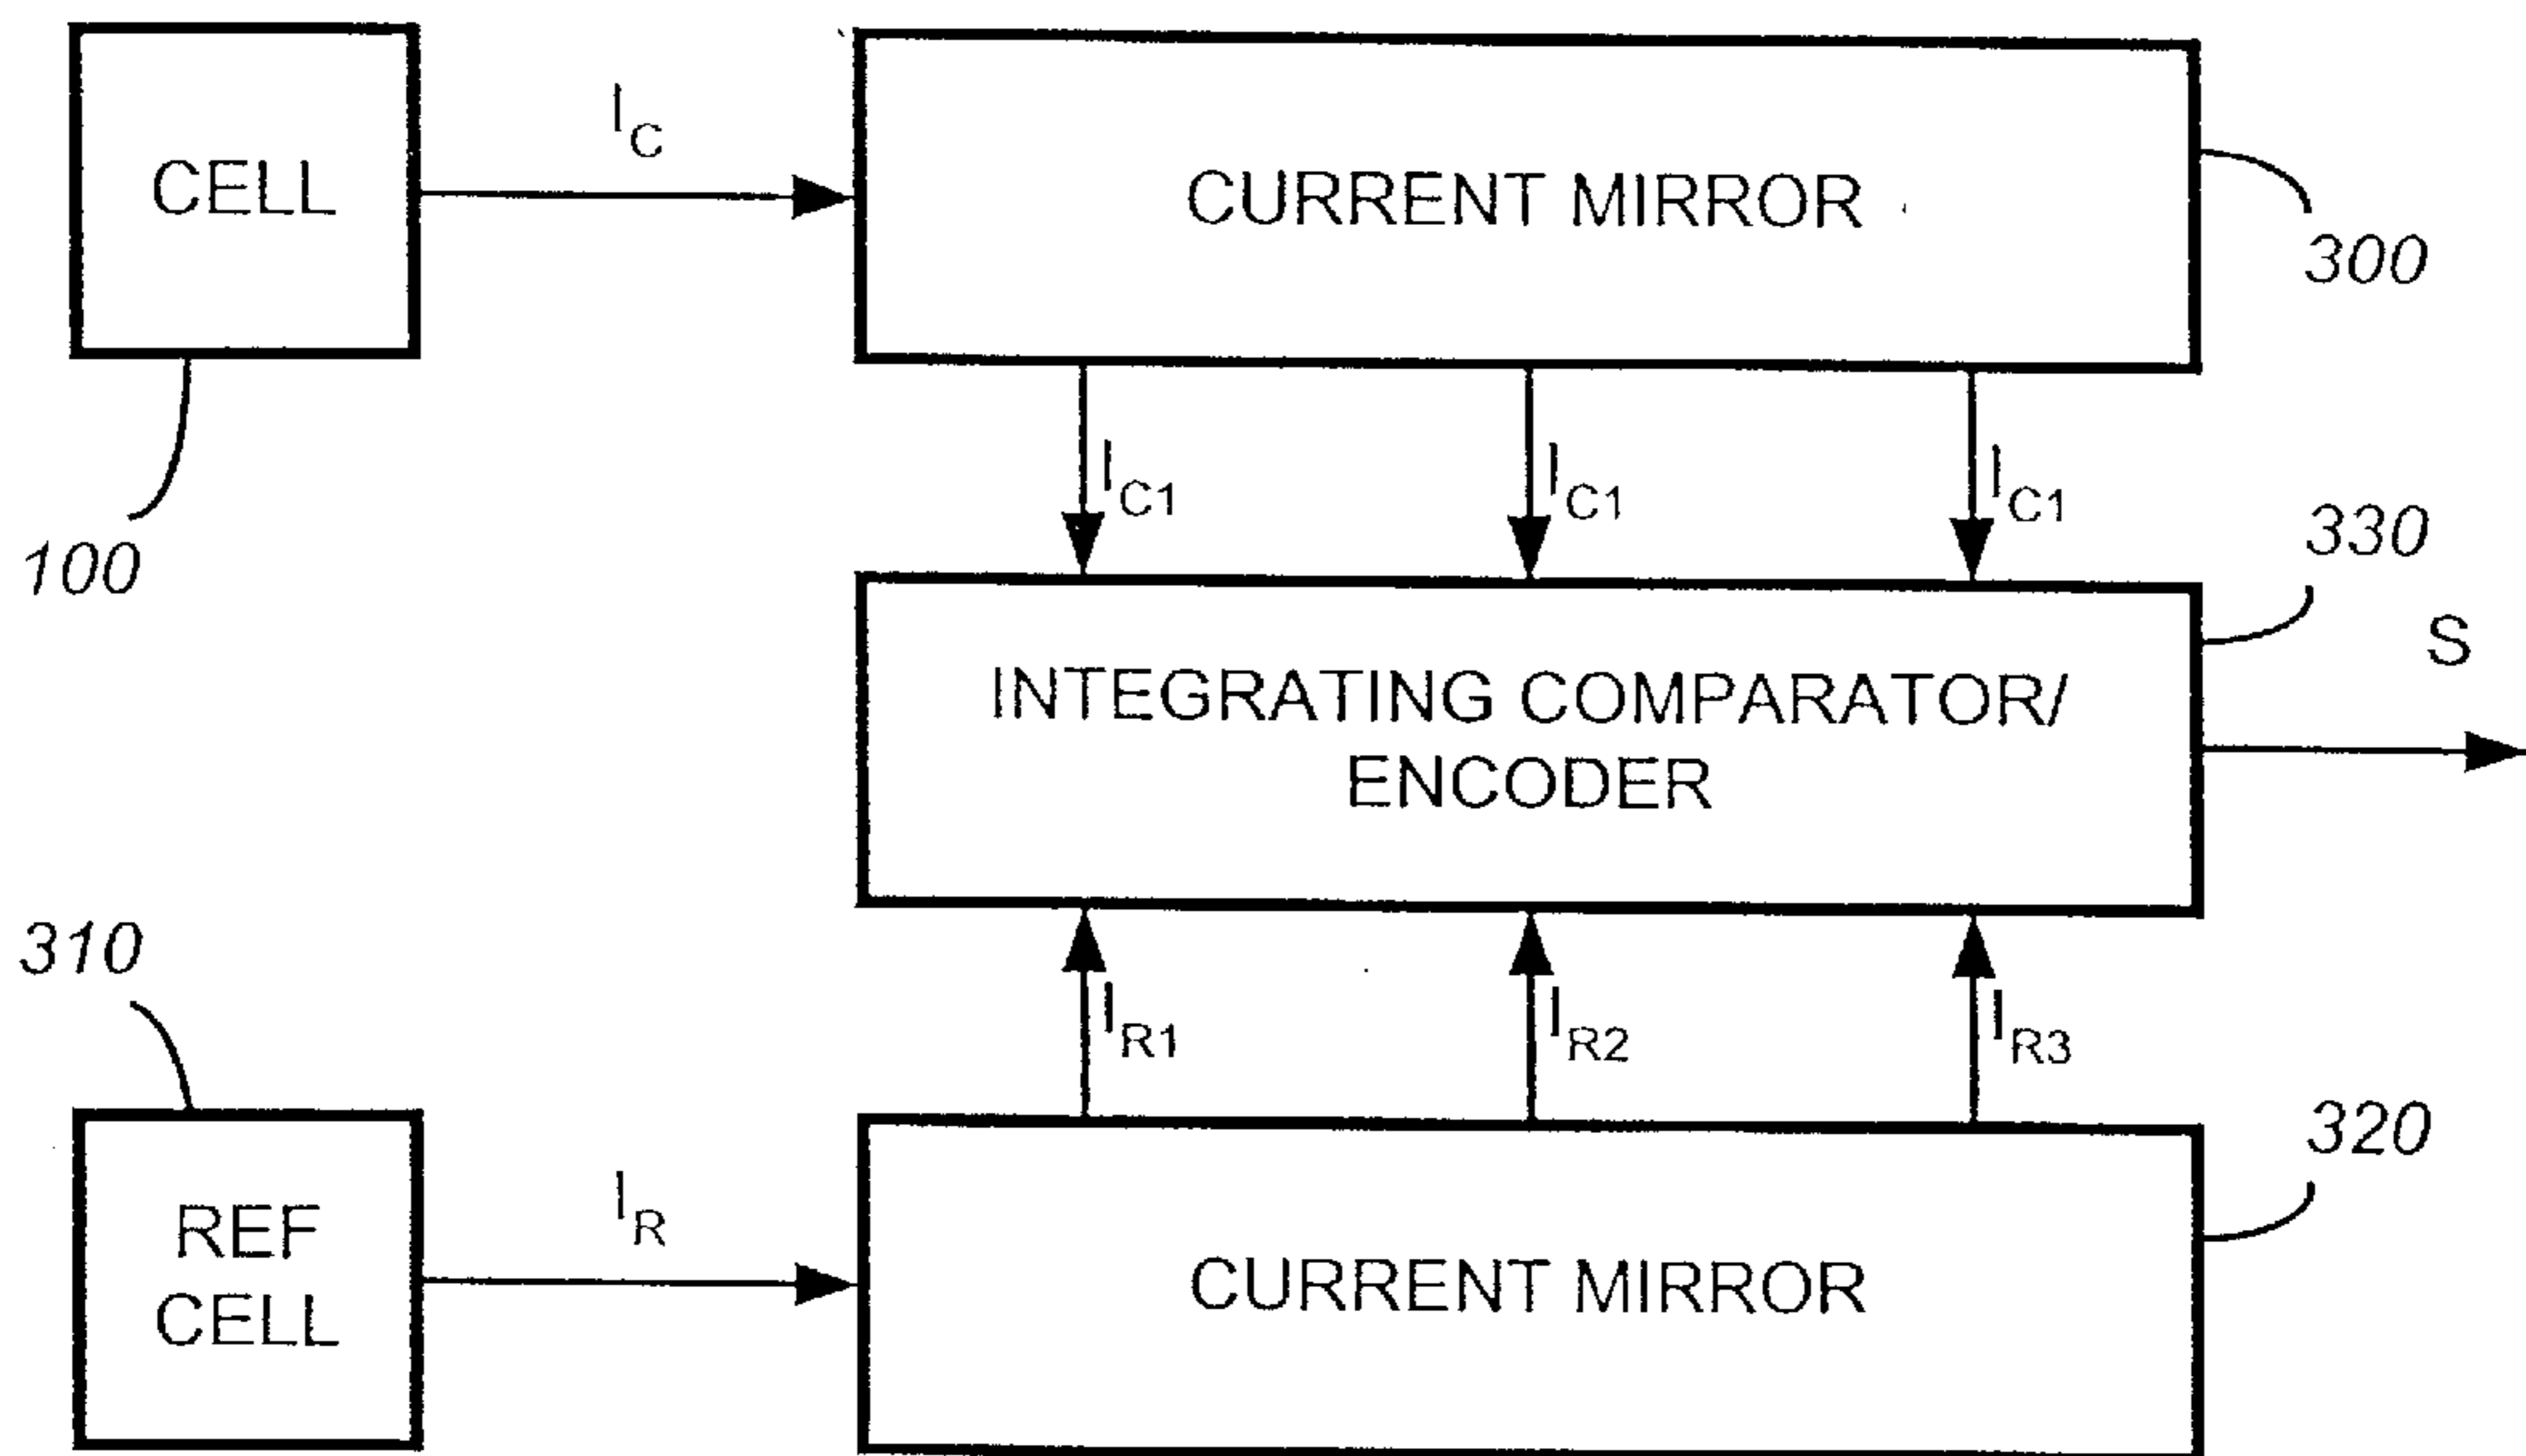 CELL
I_C
CURRENT MIRROR
300
100
I_C1
I_C1
I_C1
330
INTEGRATING COMPARATOR/
ENCODER
S
310
I_R1
I_R2
I_R3
320
REF
CELL
I_R
CURRENT MIRROR